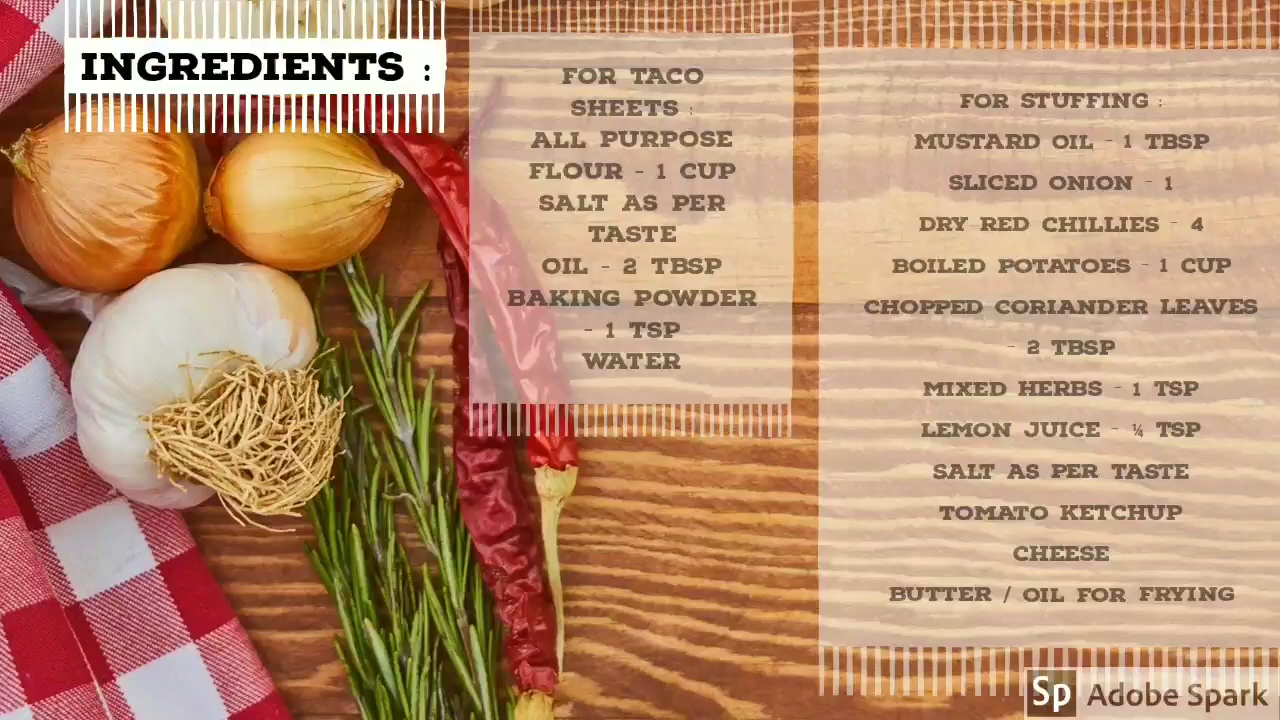 INGREDIENTS :
FOR TACO
SHEETS :
ALL PURPOSE
FLOUR - 1 CUP
SALT AS PER
TASTE
OIL - 2 TBSP
BAKING POWDER
- 1 TSP
WATER
FOR STUFFING :
MUSTARD OIL - 1 TBSP
SLICED ONION - 1
DRY RED CHILLIES - 4
BOILED POTATOES - 1 CUP
CHOPPED CORIANDER LEAVES
- 2 TBSP
MIXED HERBS - 1 TSP
LEMON JUICE - ¼ TSP
SALT AS PER TASTE
TOMATO KETCHUP
CHEESE
BUTTER / OIL FOR FRYING
Sp Adobe Spark